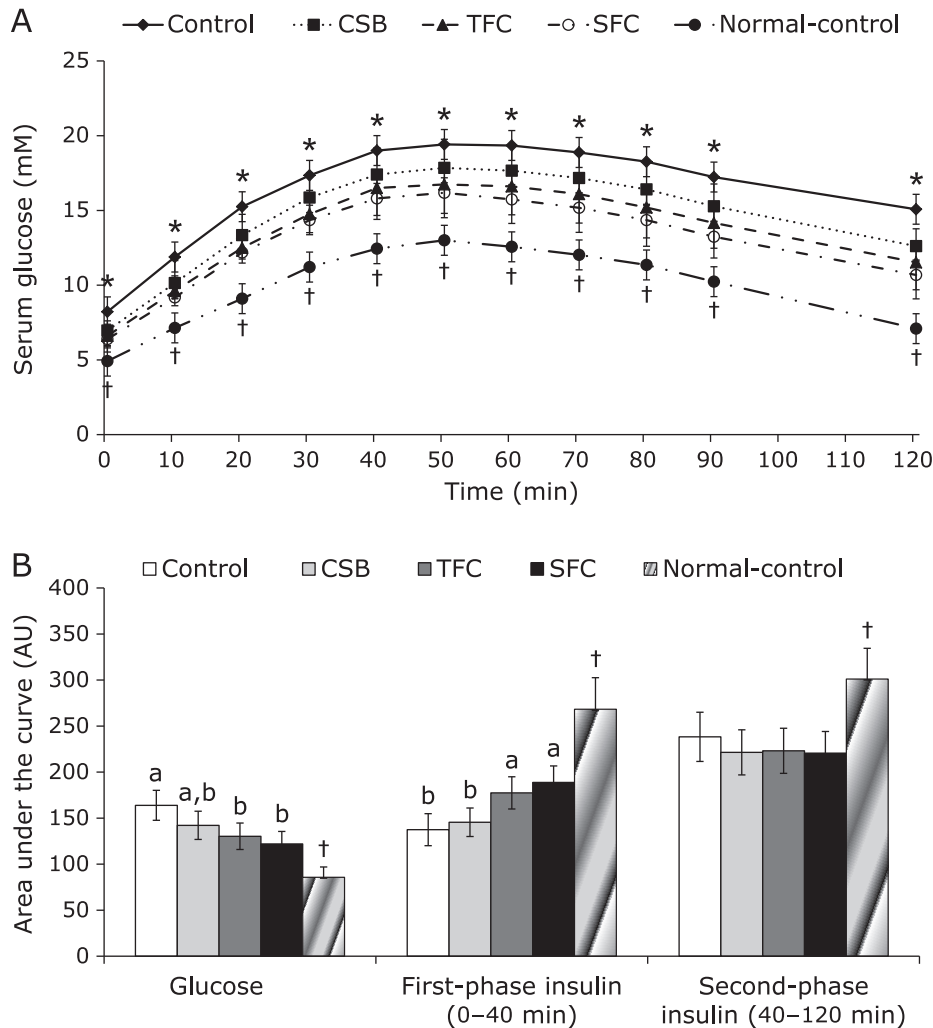 A
Control CSB TFC SFC Normal-control
25
20
15
10
5
0
Serum glucose (mM)
* * * * * * * * * * *
† † † † † † † † † † †
0 10 20 30 40 50 60 70 80 90 100 110 120
Time (min)
B
Control CSB TFC SFC Normal-control
400
350
300
250
200
150
100
50
0
Area under the curve (AU)
a a,b b b †
b b a a †
†
Glucose
First-phase insulin
(0–40 min)
Second-phase
insulin (40–120 min)